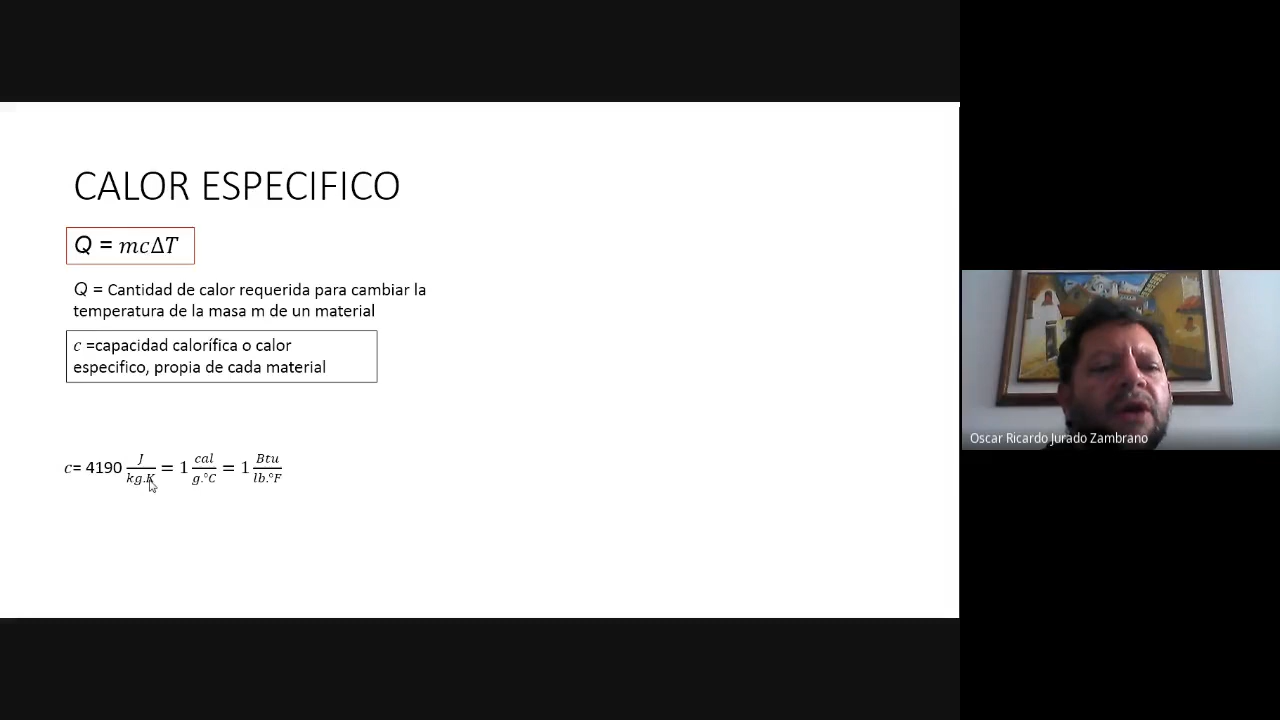 CALOR ESPECIFICO
Q = mcΔT
Q = Cantidad de calor requerida para cambiar la
temperatura de la masa m de un material
c =capacidad calorífica o calor
especifico, propia de cada material
c= 4190 J/kg.K = 1 cal/g.°C = 1 Btu/lb.°F
Oscar Ricardo Jurado Zambrano